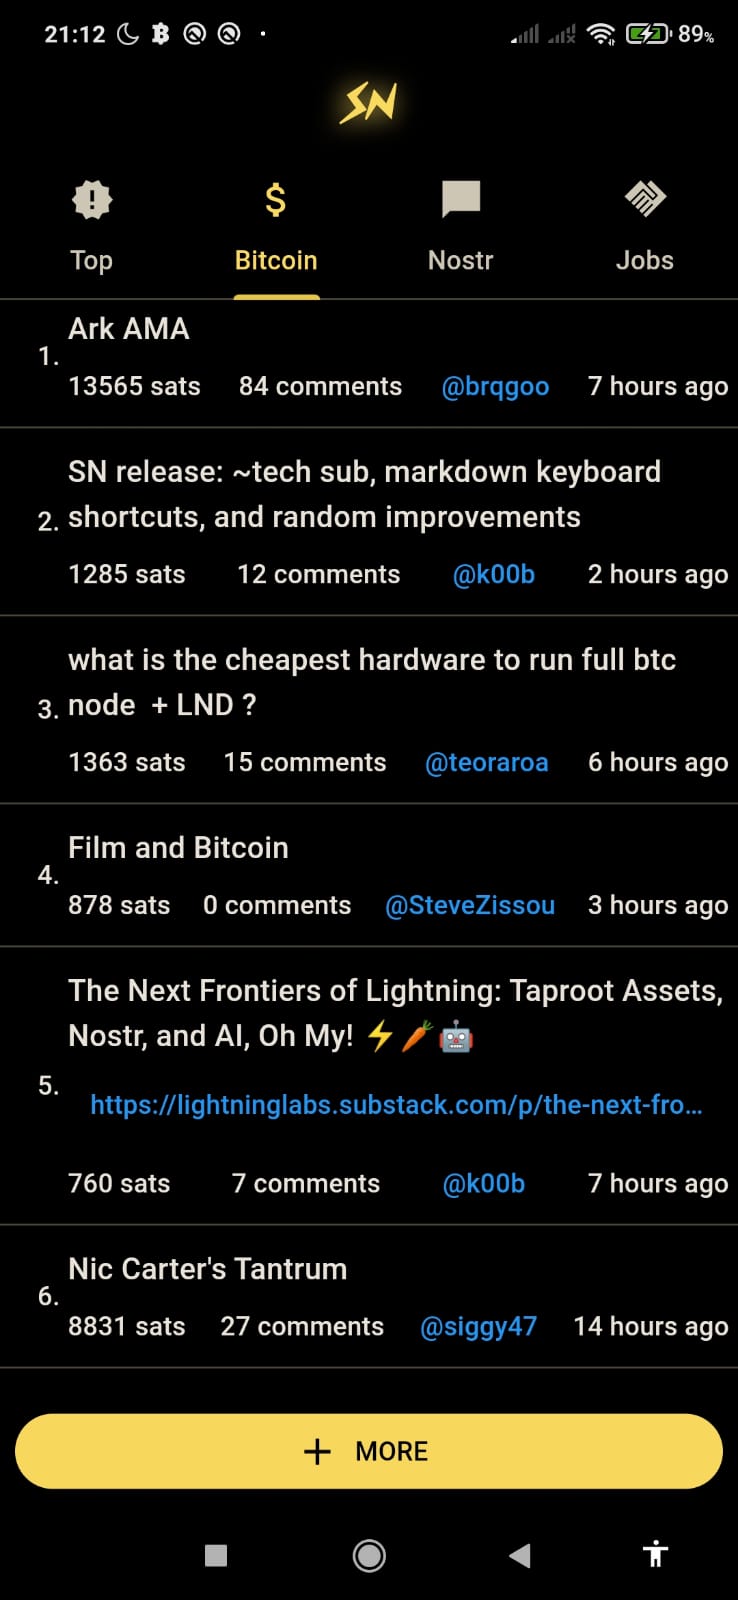 21:12
89%
SN
Top
Bitcoin
Nostr
Jobs
Ark AMA
1.
13565 sats 84 comments @brqgoo 7 hours ago
SN release: ~tech sub, markdown keyboard
2. shortcuts, and random improvements
1285 sats 12 comments @k00b 2 hours ago
what is the cheapest hardware to run full btc
3. node + LND ?
1363 sats 15 comments @teoraroa 6 hours ago
Film and Bitcoin
4.
878 sats 0 comments @SteveZissou 3 hours ago
The Next Frontiers of Lightning: Taproot Assets,
Nostr, and AI, Oh My! ⚡🥕🤖
5.
https://lightninglabs.substack.com/p/the-next-fro...
760 sats 7 comments @k00b 7 hours ago
Nic Carter's Tantrum
6.
8831 sats 27 comments @siggy47 14 hours ago
+ MORE